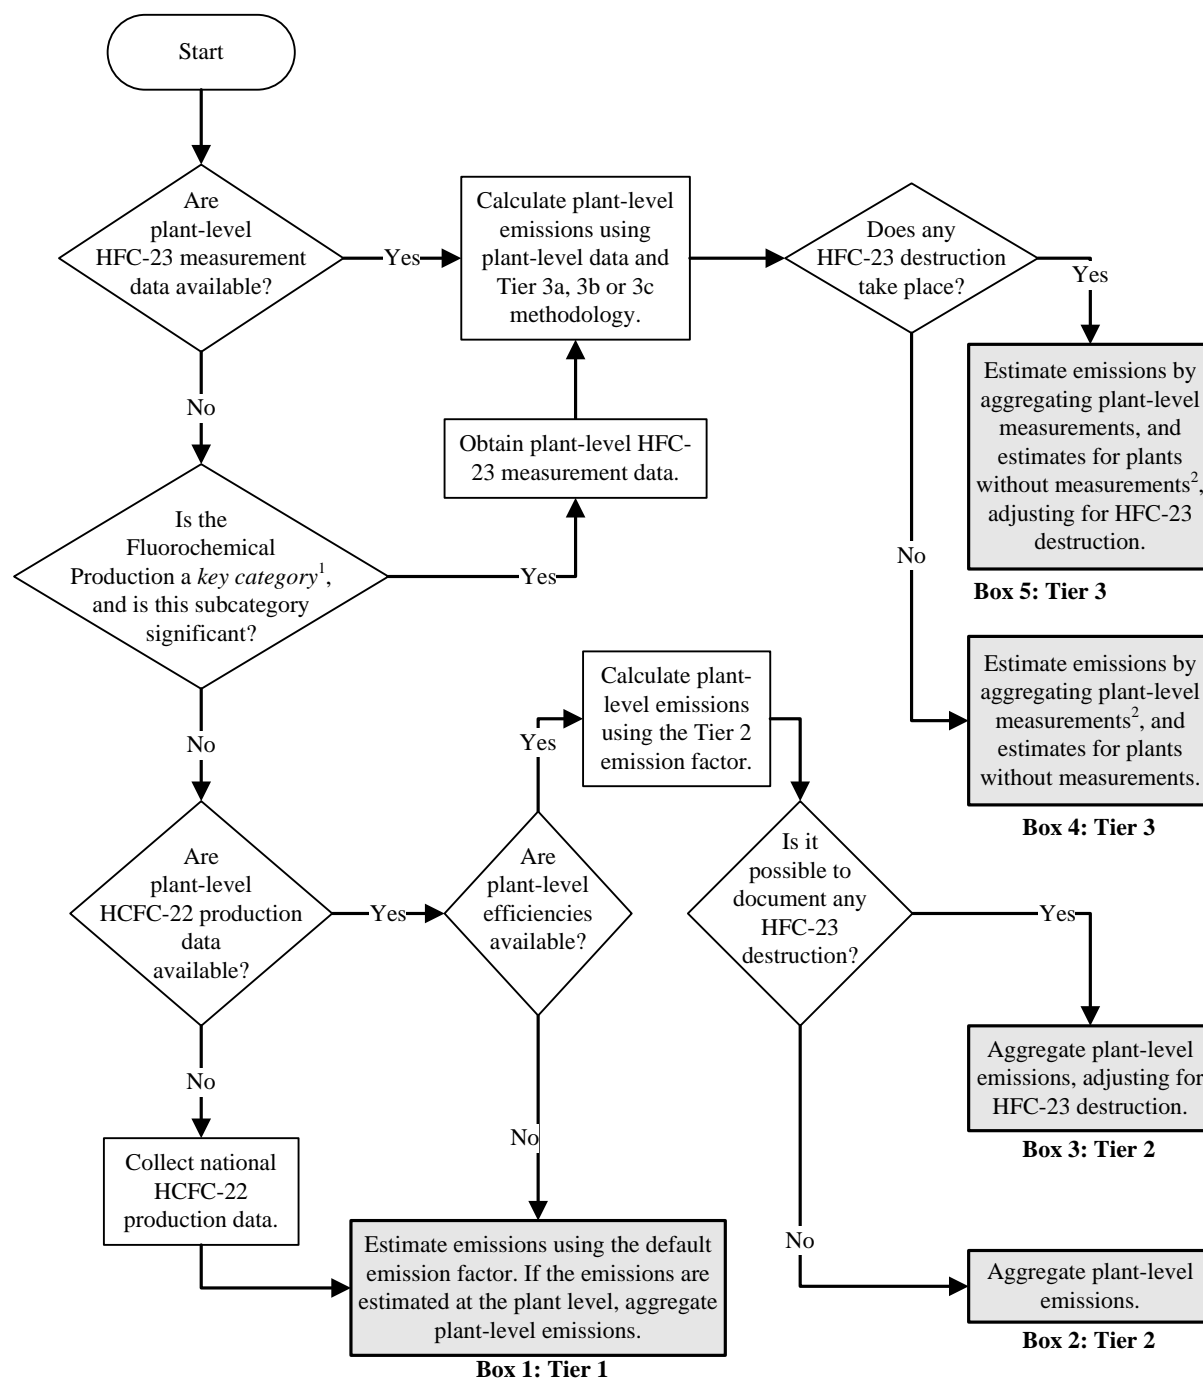 Start
Are
plant-level
HFC-23 measurement
data available?
Yes
Calculate plant-level
emissions using
plant-level data and
Tier 3a, 3b or 3c
methodology.
Does any
HFC-23 destruction
take place?
Yes
Estimate emissions by
aggregating plant-level
measurements, and
estimates for plants
without measurements²,
adjusting for HFC-23
destruction.
Box 5: Tier 3
No
Obtain plant-level HFC-
23 measurement data.
No
Is the
Fluorochemical
Production a key category¹,
and is this subcategory
significant?
Yes
Estimate emissions by
aggregating plant-level
measurements², and
estimates for plants
without measurements.
Box 4: Tier 3
No
Calculate plant-
level emissions
using the Tier 2
emission factor.
Yes
Are
plant-level
HCFC-22 production
data
available?
Yes
Are
plant-level
efficiencies
available?
Is it
possible to
document any
HFC-23
destruction?
Yes
Aggregate plant-level
emissions, adjusting for
HFC-23 destruction.
Box 3: Tier 2
No
Collect national
HCFC-22
production data.
No
Estimate emissions using the default
emission factor. If the emissions are
estimated at the plant level, aggregate
plant-level emissions.
Box 1: Tier 1
No
Aggregate plant-level
emissions.
Box 2: Tier 2